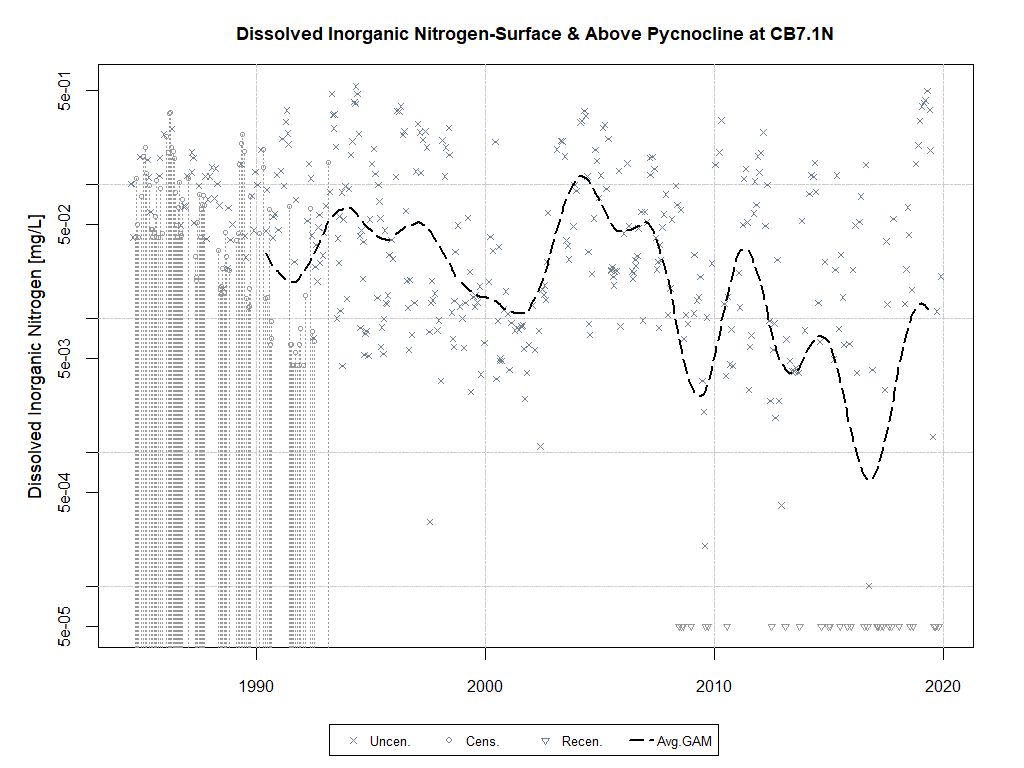 Dissolved Inorganic Nitrogen-Surface & Above Pycnocline at CB7.1N
Dissolved Inorganic Nitrogen [mg/L]
5e-01
5e-02
5e-03
5e-04
5e-05
1990 2000 2010 2020
Uncen. Cens. Recen. Avg.GAM